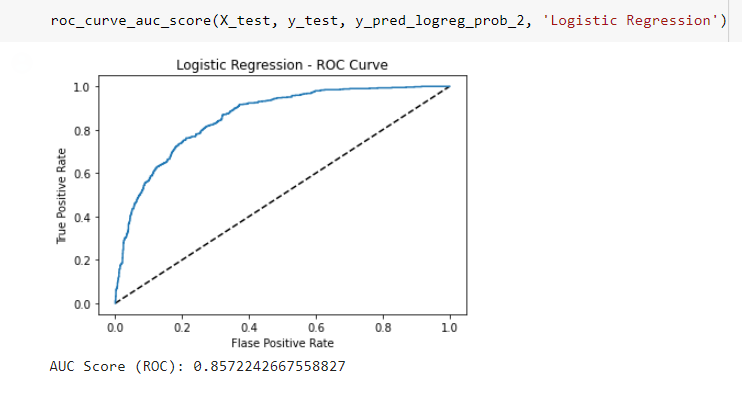 roc_curve_auc_score(X_test, y_test, y_pred_logreg_prob_2, 'Logistic Regression')
Logistic Regression - ROC Curve
1.0
0.8
0.6
0.4
0.2
0.0
True Positive Rate
0.0 0.2 0.4 0.6 0.8 1.0
Flase Positive Rate
AUC Score (ROC): 0.8572242667558827